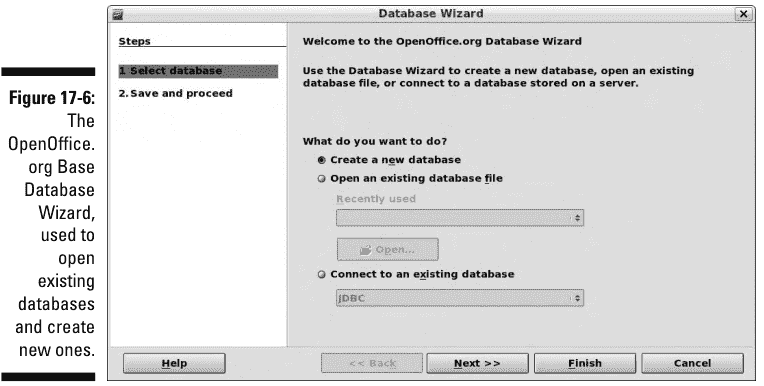 Figure 17-6:
The
OpenOffice.
org Base
Database
Wizard,
used to
open
existing
databases
and create
new ones.
Database Wizard
Steps
1. Select database
2. Save and proceed
Welcome to the OpenOffice.org Database Wizard
Use the Database Wizard to create a new database, open an existing
database file, or connect to a database stored on a server.
What do you want to do?
Create a new database
Open an existing database file
Recently used
Open...
Connect to an existing database
JDBC
Help
<< Back
Next >>
Finish
Cancel